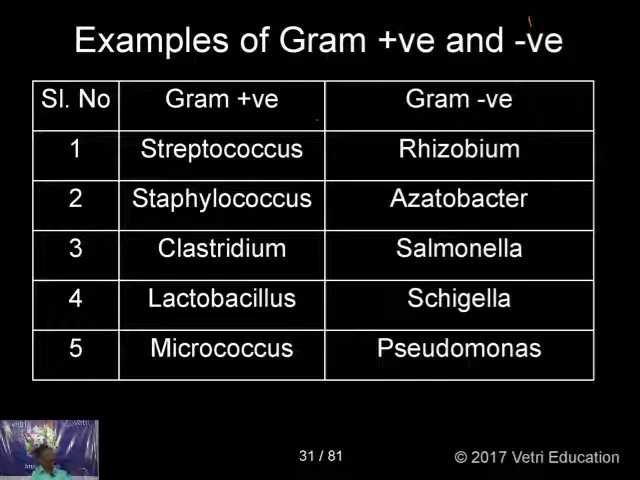 Examples of Gram +ve and -ve
Sl. No Gram +ve Gram -ve
1 Streptococcus Rhizobium
2 Staphylococcus Azatobacter
3 Clastridium Salmonella
4 Lactobacillus Schigella
5 Micrococcus Pseudomonas
31 / 81
© 2017 Vetri Education